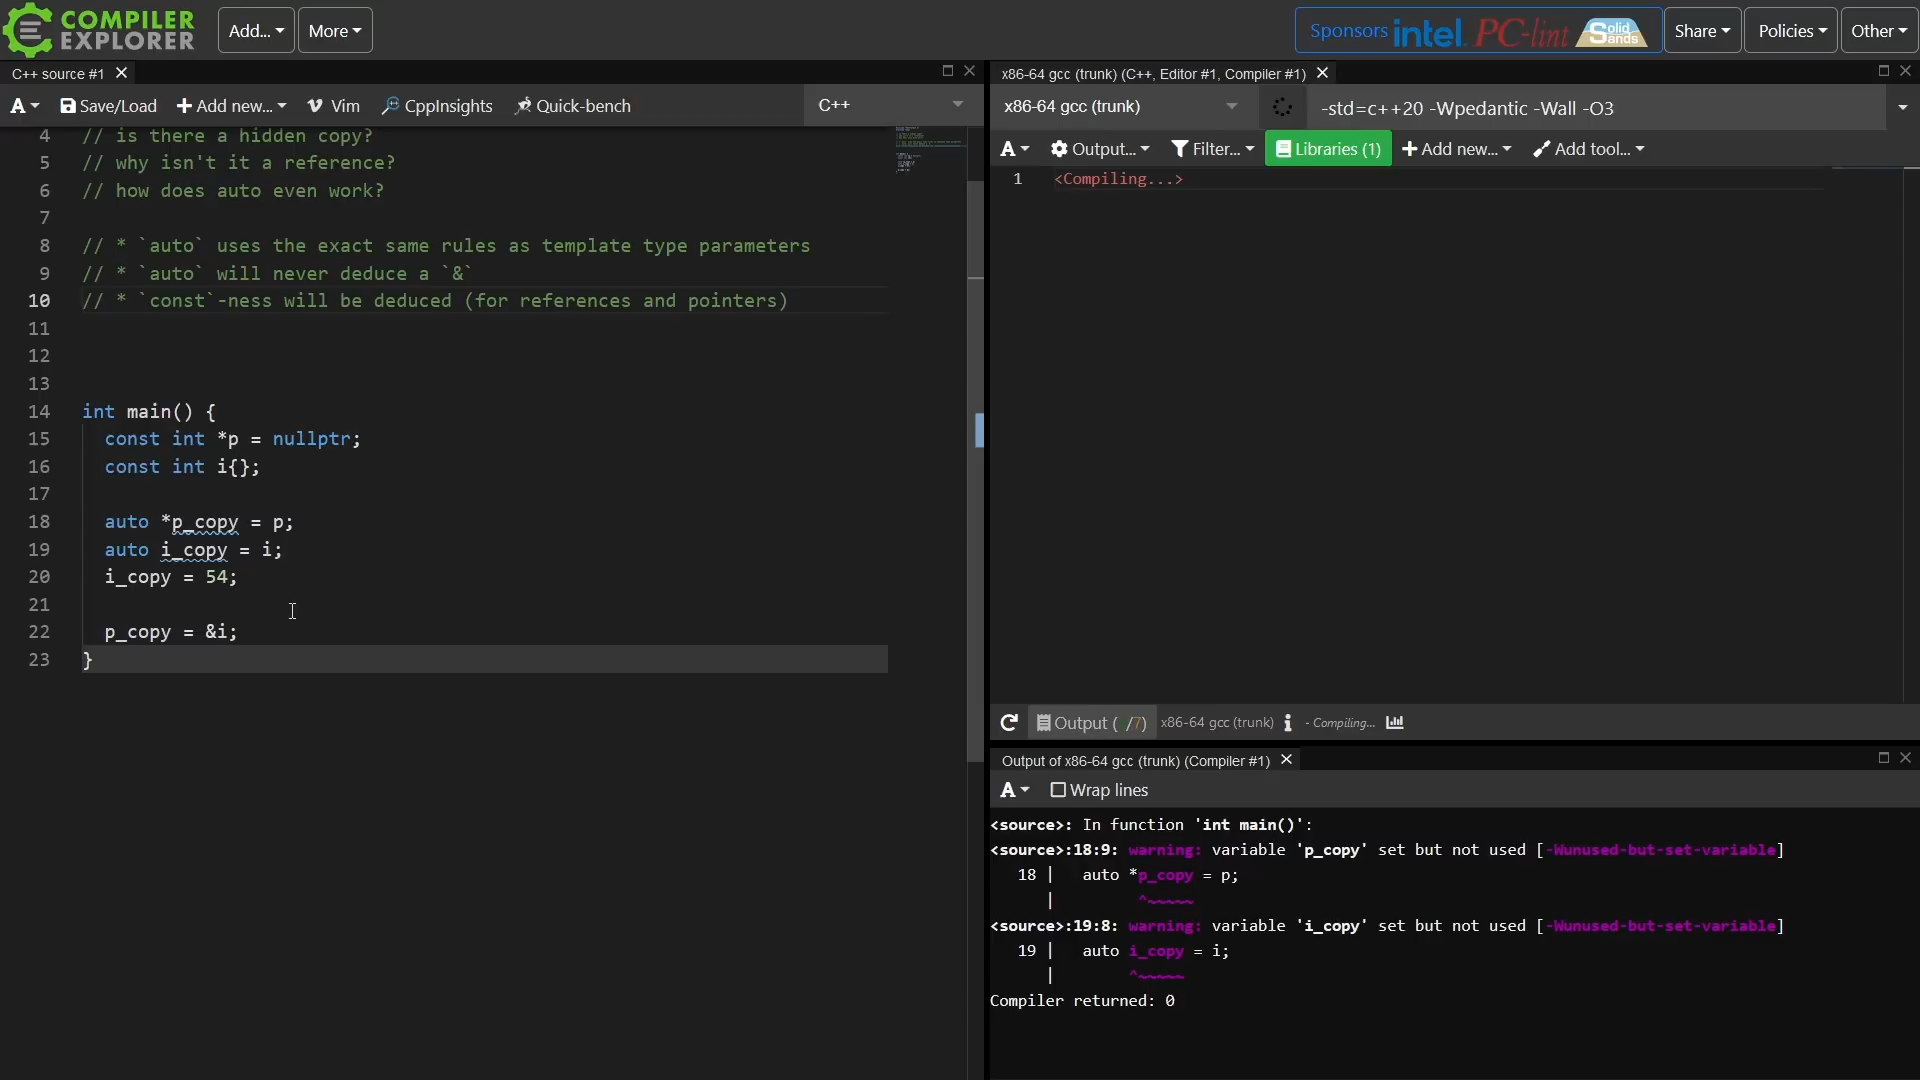 COMPILER EXPLORER
Add...
More
Sponsors intel. PC-lint Solid Sands
Share
Policies
Other
C++ source #1
A
Save/Load
Add new...
Vim
CppInsights
Quick-bench
C++
4 // is there a hidden copy?
5 // why isn't it a reference?
6 // how does auto even work?
7
8 // * `auto` uses the exact same rules as template type parameters
9 // * `auto` will never deduce a `&`
10 // * `const`-ness will be deduced (for references and pointers)
11
12
13
14 int main() {
15 const int *p = nullptr;
16 const int i{};
17
18 auto *p_copy = p;
19 auto i_copy = i;
20 i_copy = 54;
21
22 p_copy = &i;
23 }
x86-64 gcc (trunk) (C++, Editor #1, Compiler #1)
x86-64 gcc (trunk)
-std=c++20 -Wpedantic -Wall -O3
A
Output...
Filter...
Libraries (1)
Add new...
Add tool...
1 <Compiling...>
Output ( /7)
x86-64 gcc (trunk)
- Compiling...
Output of x86-64 gcc (trunk) (Compiler #1)
A
Wrap lines
<source>: In function 'int main()':
<source>:18:9: warning: variable 'p_copy' set but not used [-Wunused-but-set-variable]
18 | auto *p_copy = p;
| ^~~~~~
<source>:19:8: warning: variable 'i_copy' set but not used [-Wunused-but-set-variable]
19 | auto i_copy = i;
| ^~~~~~
Compiler returned: 0